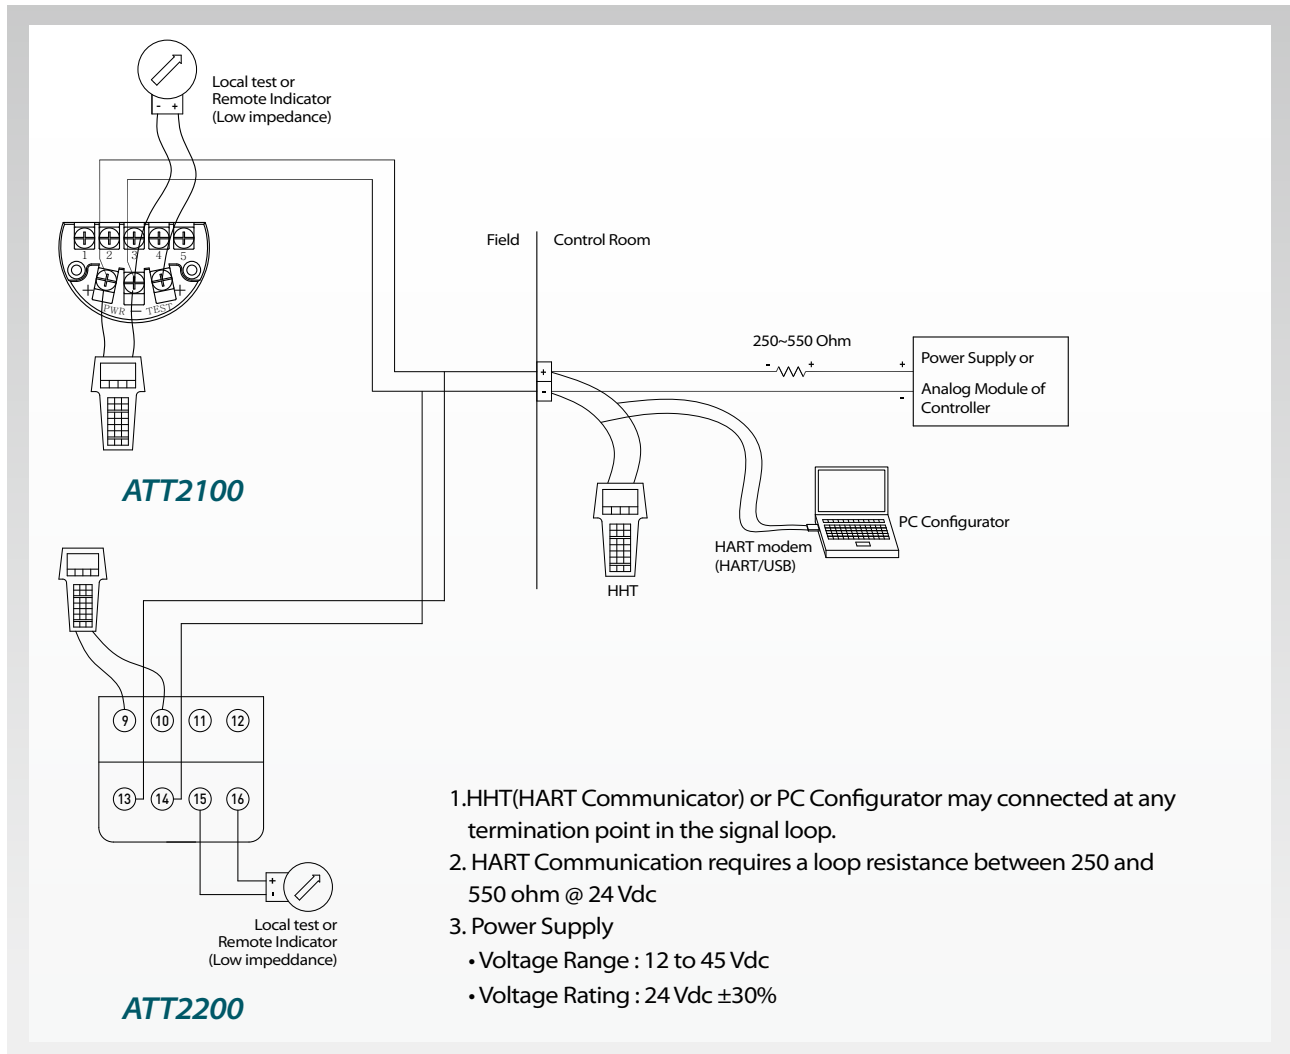 Local test or
Remote Indicator
(Low impedance)
- +
1 2 3 4 5
+ +
PWR — TEST
ATT2100
Field
Control Room
250~550 Ohm
- +
+
-
+
-
Power Supply or
Analog Module of
Controller
HHT
HART modem
(HART/USB)
PC Configurator
9 10 11 12
13 14 15 16
+
-
Local test or
Remote Indicator
(Low impeddance)
ATT2200
1.HHT(HART Communicator) or PC Configurator may connected at any
termination point in the signal loop.
2. HART Communication requires a loop resistance between 250 and
550 ohm @ 24 Vdc
3. Power Supply
• Voltage Range : 12 to 45 Vdc
• Voltage Rating : 24 Vdc ±30%